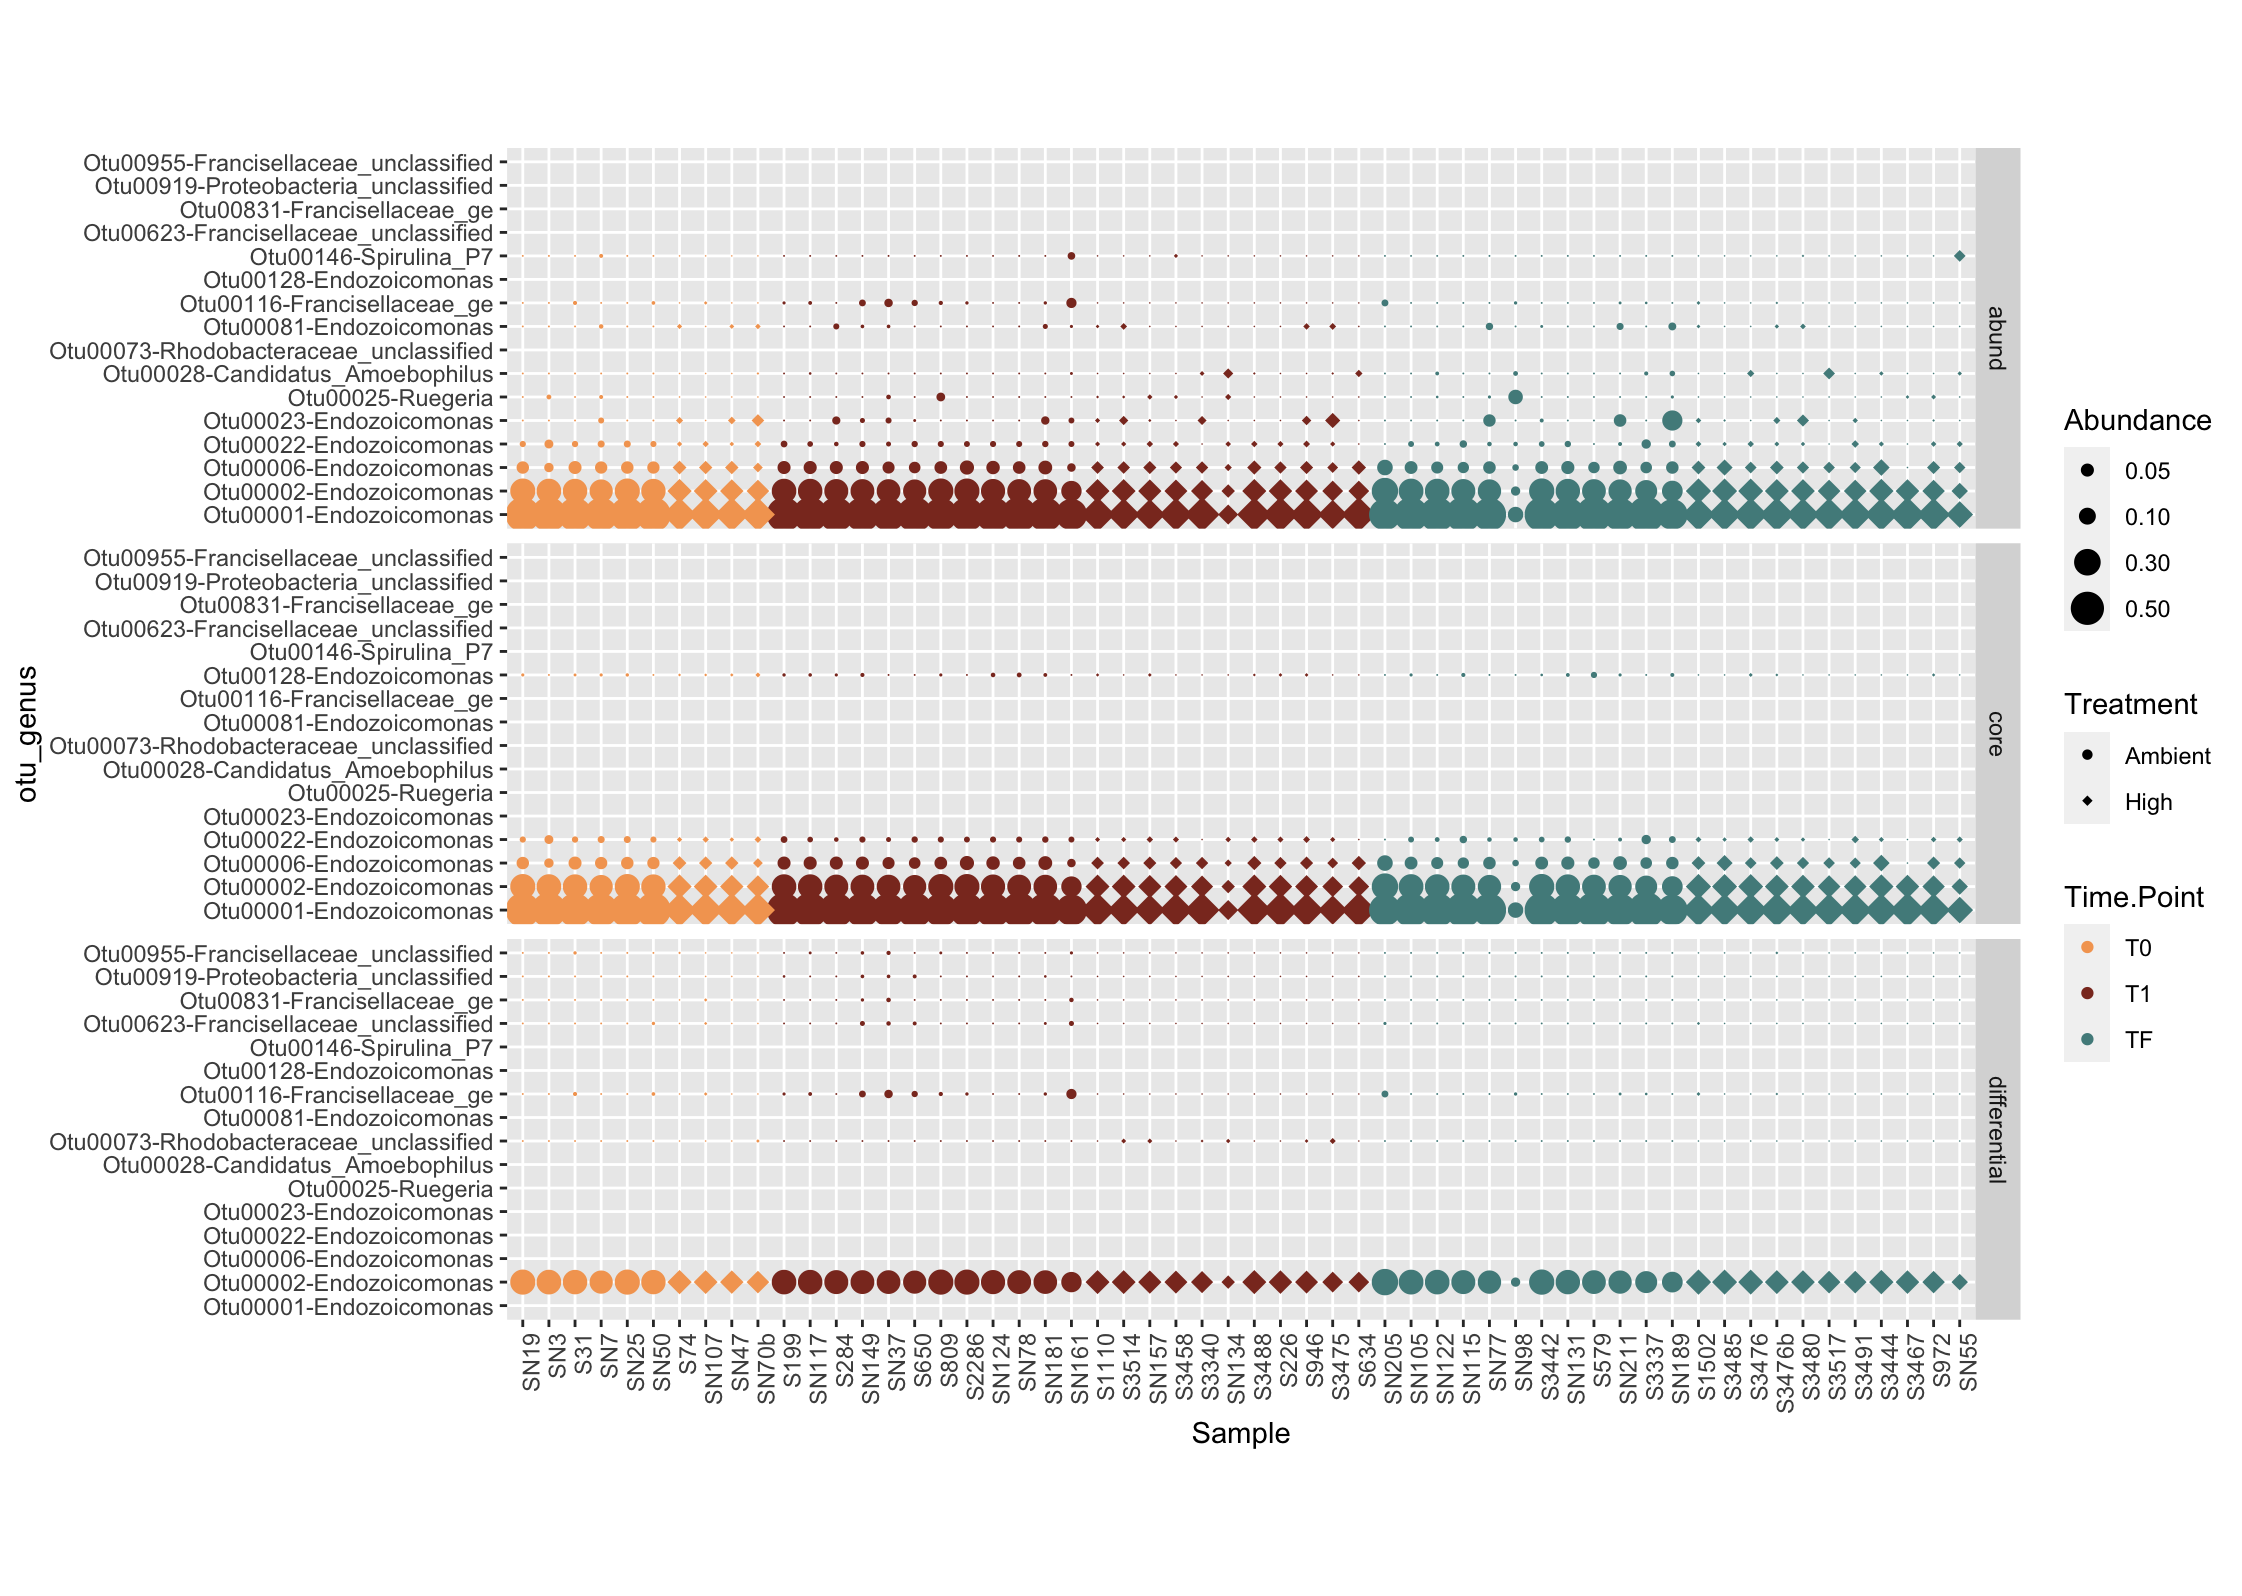 otu_genus
Otu00955-Francisellaceae_unclassified
Otu00919-Proteobacteria_unclassified
Otu00831-Francisellaceae_ge
Otu00623-Francisellaceae_unclassified
Otu00146-Spirulina_P7
Otu00128-Endozoicomonas
Otu00116-Francisellaceae_ge
Otu00081-Endozoicomonas
Otu00073-Rhodobacteraceae_unclassified
Otu00028-Candidatus_Amoebophilus
Otu00025-Ruegeria
Otu00023-Endozoicomonas
Otu00022-Endozoicomonas
Otu00006-Endozoicomonas
Otu00002-Endozoicomonas
Otu00001-Endozoicomonas
abund
Otu00955-Francisellaceae_unclassified
Otu00919-Proteobacteria_unclassified
Otu00831-Francisellaceae_ge
Otu00623-Francisellaceae_unclassified
Otu00146-Spirulina_P7
Otu00128-Endozoicomonas
Otu00116-Francisellaceae_ge
Otu00081-Endozoicomonas
Otu00073-Rhodobacteraceae_unclassified
Otu00028-Candidatus_Amoebophilus
Otu00025-Ruegeria
Otu00023-Endozoicomonas
Otu00022-Endozoicomonas
Otu00006-Endozoicomonas
Otu00002-Endozoicomonas
Otu00001-Endozoicomonas
core
Otu00955-Francisellaceae_unclassified
Otu00919-Proteobacteria_unclassified
Otu00831-Francisellaceae_ge
Otu00623-Francisellaceae_unclassified
Otu00146-Spirulina_P7
Otu00128-Endozoicomonas
Otu00116-Francisellaceae_ge
Otu00081-Endozoicomonas
Otu00073-Rhodobacteraceae_unclassified
Otu00028-Candidatus_Amoebophilus
Otu00025-Ruegeria
Otu00023-Endozoicomonas
Otu00022-Endozoicomonas
Otu00006-Endozoicomonas
Otu00002-Endozoicomonas
Otu00001-Endozoicomonas
differential
SN19
SN3
S31
SN7
SN25
SN50
S74
SN107
SN47
SN70b
S199
SN117
S284
SN149
SN37
S650
S809
S2286
SN124
SN78
SN181
SN161
S1110
S3514
SN157
S3458
S3340
SN134
S3488
S226
S946
S3475
S634
SN205
SN105
SN122
SN115
SN77
SN98
S3442
SN131
S579
SN211
S3337
SN189
S1502
S3485
S3476
S3476b
S3480
S3517
S3491
S3444
S3467
S972
SN55
Sample
Abundance
0.05
0.10
0.30
0.50
Treatment
Ambient
High
Time.Point
T0
T1
TF